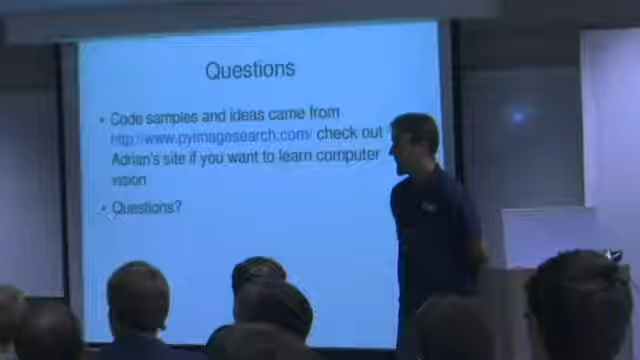 Questions
• Code samples and ideas came from
http://www.pyimagesearch.com/ check out
Adrian's site if you want to learn computer
vision
• Questions?